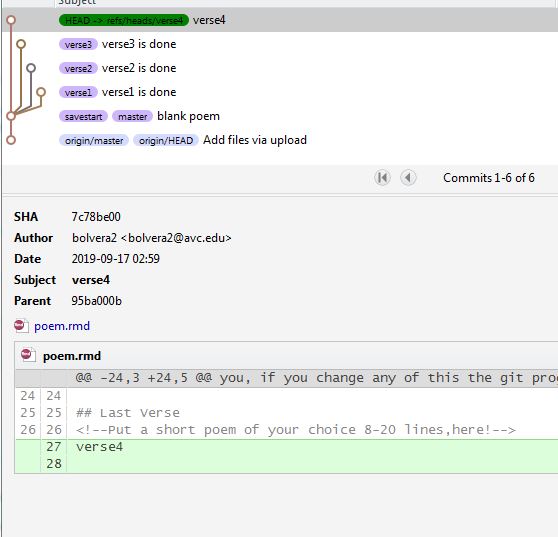 Subject
HEAD -> refs/heads/verse4 verse4
verse3 verse3 is done
verse2 verse2 is done
verse1 verse1 is done
savestart master blank poem
origin/master origin/HEAD Add files via upload
Commits 1-6 of 6
SHA 7c78be00
Author bolvera2 <bolvera2@avc.edu>
Date 2019-09-17 02:59
Subject verse4
Parent 95ba000b
poem.rmd
poem.rmd
@@ -24,3 +24,5 @@ you, if you change any of this the git prog
24 24
25 25 ## Last Verse
26 26 <!--Put a short poem of your choice 8-20 lines,here!-->
27 verse4
28